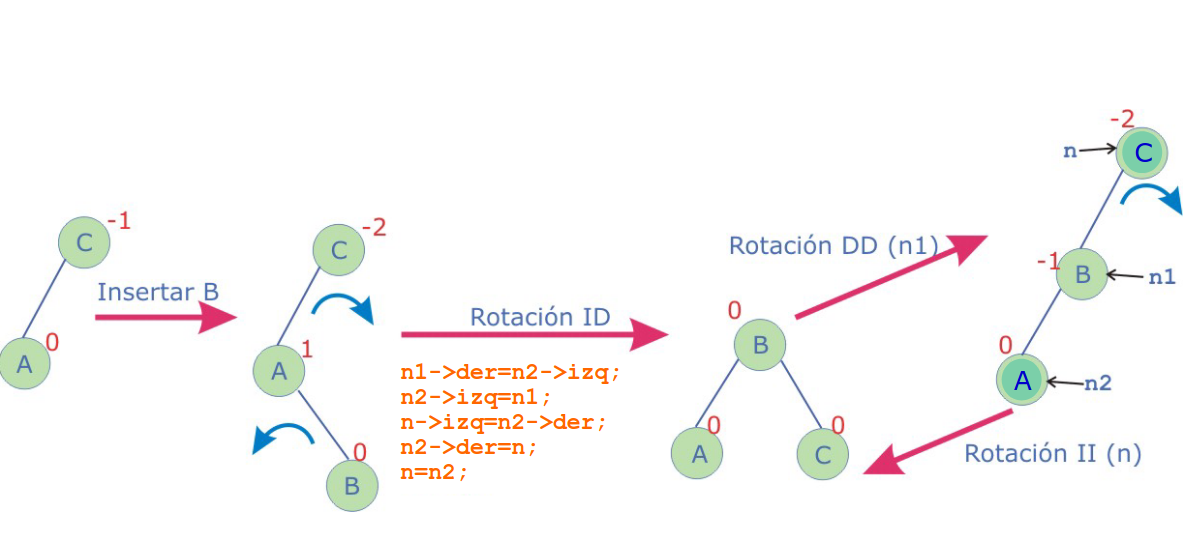 C
-1
A
0
Insertar B
C
-2
A
1
B
0
Rotación ID
n1->der=n2->izq;
n2->izq=n1;
n->izq=n2->der;
n2->der=n;
n=n2;
B
0
A
0
C
0
Rotación DD (n1)
-2
n
C
-1
B
n1
0
A
n2
Rotación II (n)